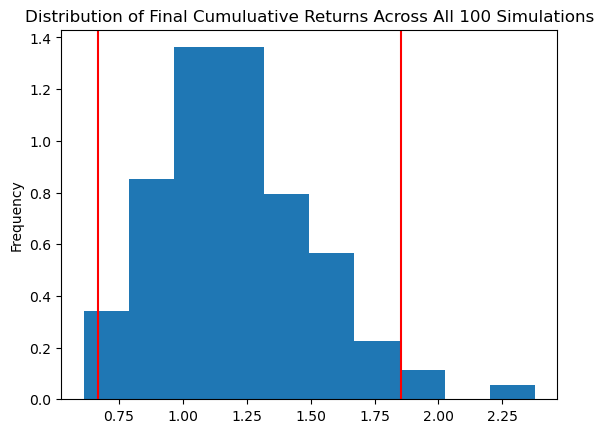 Distribution of Final Cumuluative Returns Across All 100 Simulations
1.4
1.2
1.0
0.8
0.6
0.4
0.2
0.0
Frequency
0.75 1.00 1.25 1.50 1.75 2.00 2.25